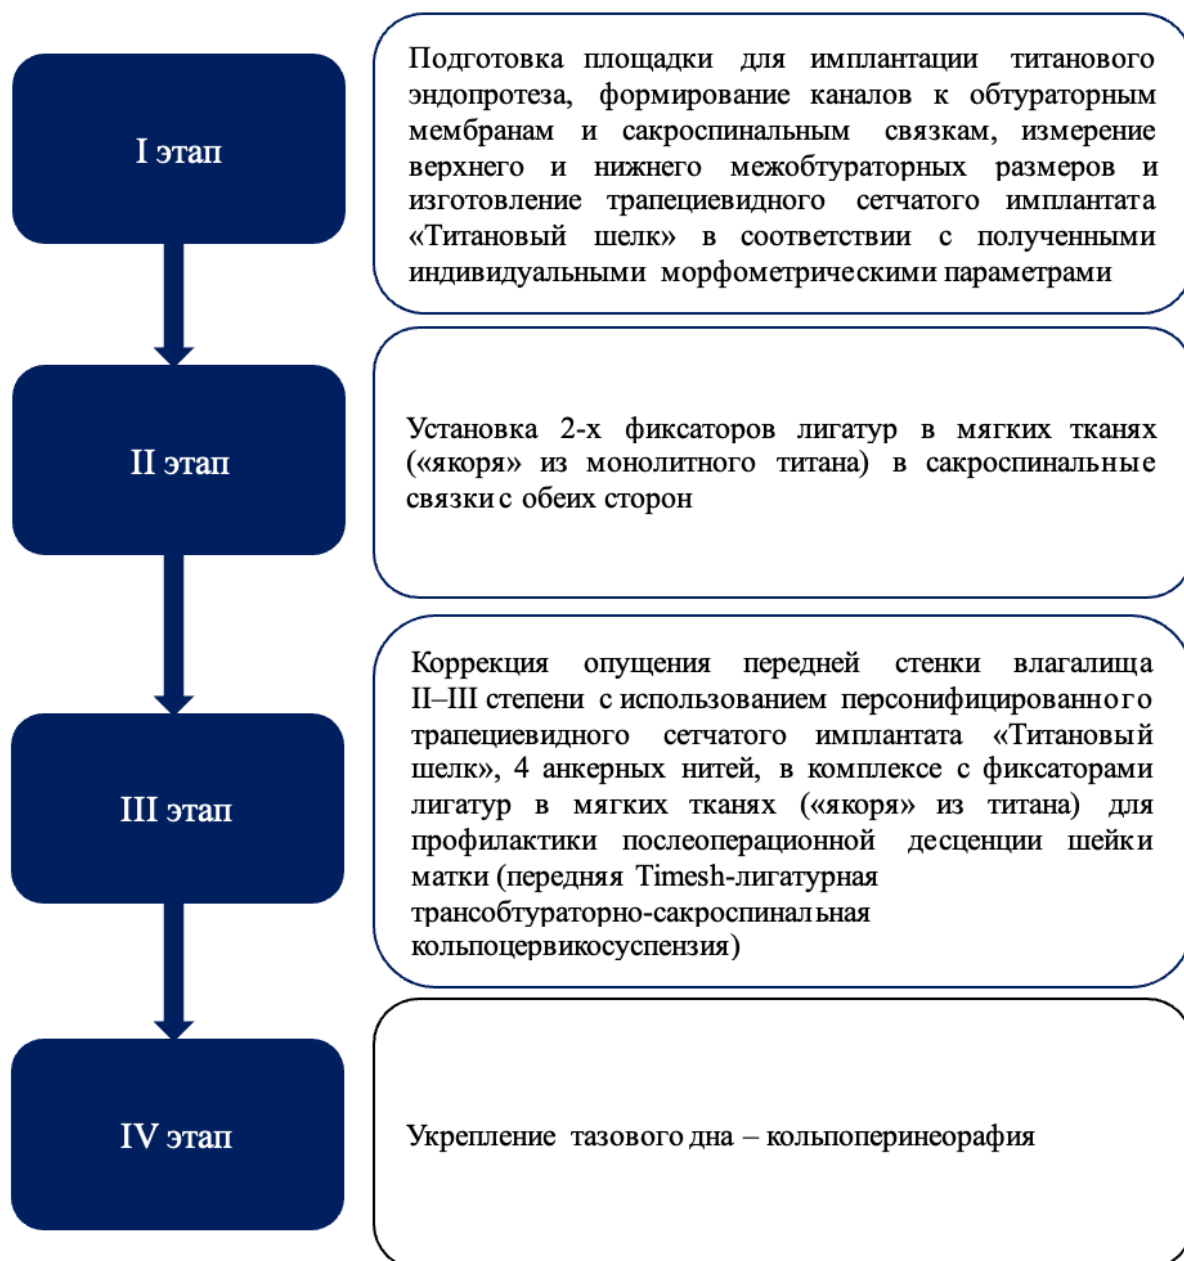 I этап
Подготовка площадки для имплантации титанового
эндопротеза, формирование каналов к обтураторным
мембранам и сакроспинальным связкам, измерение
верхнего и нижнего межобтураторных размеров и
изготовление трапециевидного сетчатого имплантата
«Титановый шелк» в соответствии с полученными
индивидуальными морфометрическими параметрами
II этап
Установка 2-х фиксаторов лигатур в мягких тканях
(«якоря» из монолитного титана) в сакроспинальные
связки с обеих сторон
III этап
Коррекция опущения передней стенки влагалища
II–III степени с использованием персонифицированного
трапециевидного сетчатого имплантата «Титановый
шелк», 4 анкерных нитей, в комплексе с фиксаторами
лигатур в мягких тканях («якоря» из титана) для
профилактики послеоперационной десценции шейки
матки (передняя Timesh-лигатурная
трансобтураторно-сакроспинальная
кольпоцервикосуспензия)
IV этап
Укрепление тазового дна – кольпоперинеорафия